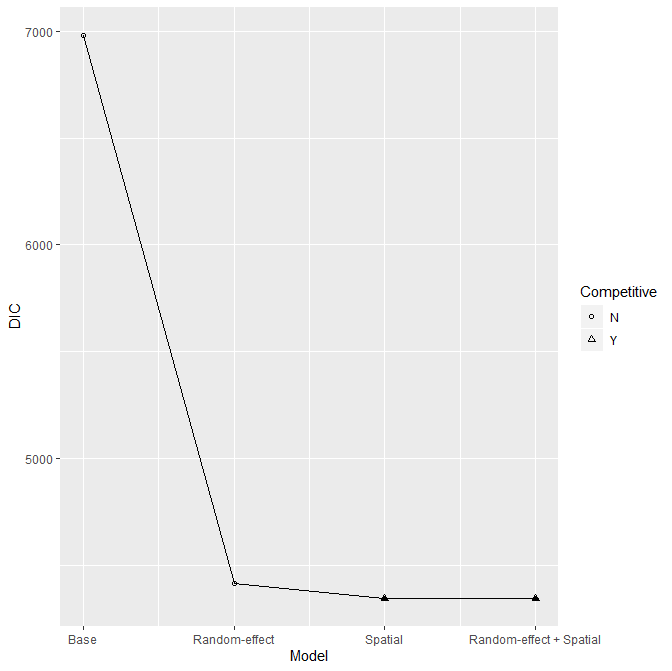 7000
6000
5000
DIC
Base
Random-effect
Spatial
Random-effect + Spatial
Model
Competitive
N
Y